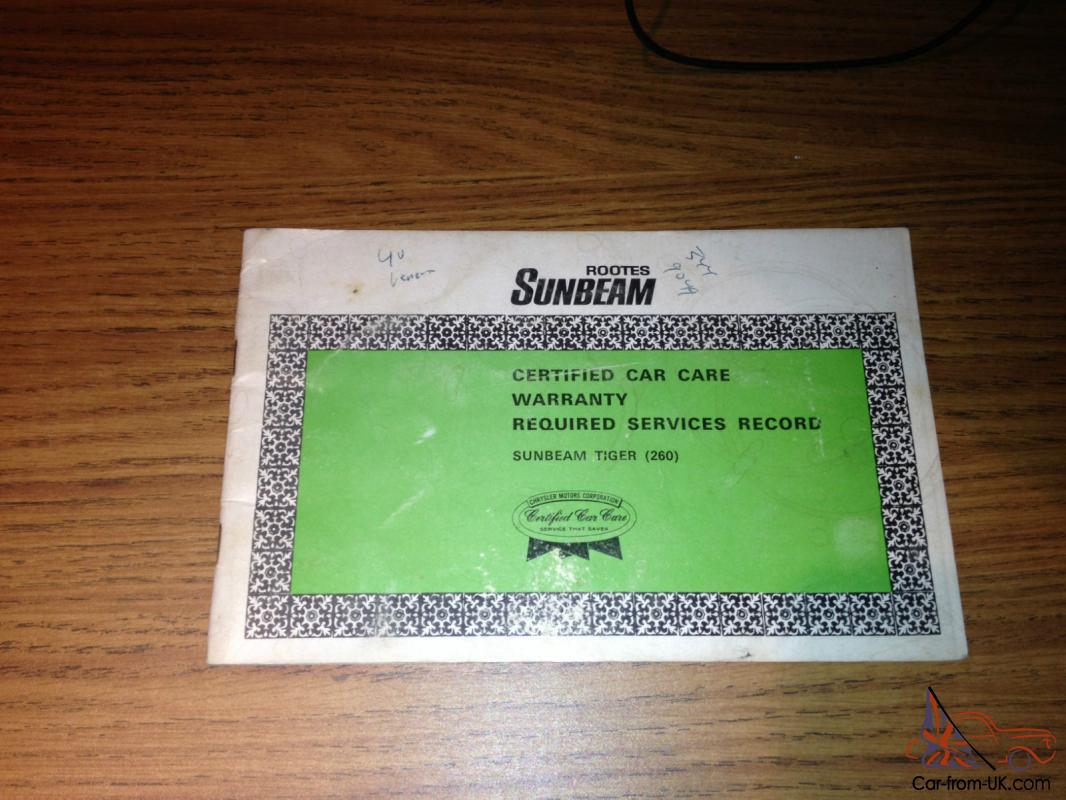 ROOTES
SUNBEAM
CERTIFIED CAR CARE
WARRANTY
REQUIRED SERVICES RECORD
SUNBEAM TIGER (260)
CHRYSLER MOTORS CORPORATION
Certified Car Care
SERVICE THAT SAVES
Car-from-UK.com